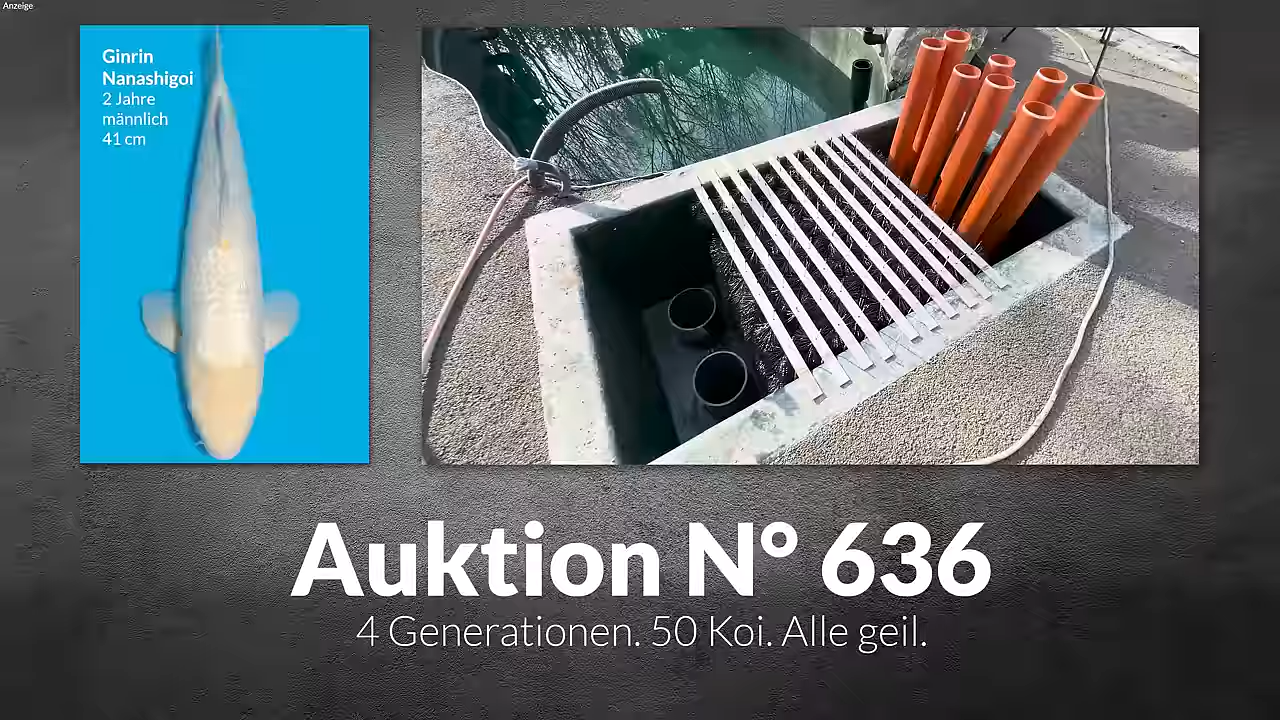 Anzeige
Ginrin
Nanashigoi
2 Jahre
männlich
41 cm
Auktion N° 636
4 Generationen. 50 Koi. Alle geil.